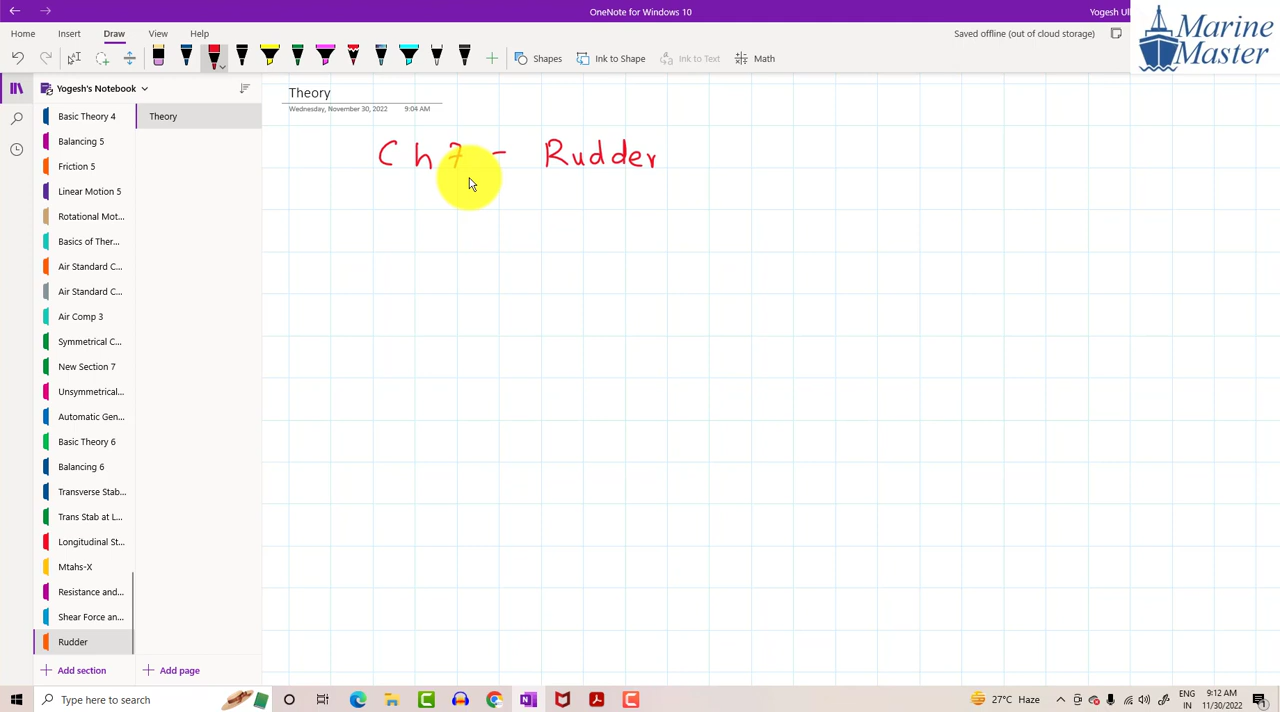 OneNote for Windows 10
Yogesh Ull
Home Insert Draw View Help
Saved offline (out of cloud storage)
Marine
Master
Shapes Ink to Shape Ink to Text Math
Yogesh's Notebook
Basic Theory 4
Balancing 5
Friction 5
Linear Motion 5
Rotational Mot...
Basics of Ther...
Air Standard C...
Air Standard C...
Air Comp 3
Symmetrical C...
New Section 7
Unsymmetrical...
Automatic Gen...
Basic Theory 6
Balancing 6
Transverse Stab...
Trans Stab at L...
Longitudinal St...
Mtahs-X
Resistance and...
Shear Force an...
Rudder
Add section
Theory
Add page
Theory
Wednesday, November 30, 2022 9:04 AM
Ch 7 - Rudder
Type here to search
27°C Haze
ENG
IN
9:12 AM
11/30/2022
1